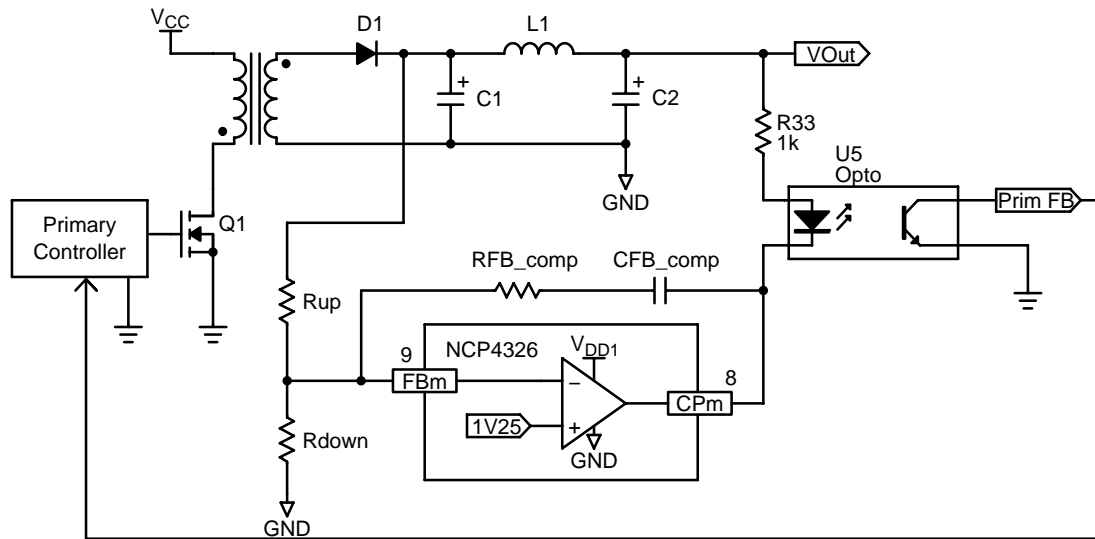 VCC
D1
L1
VOut
C1
C2
R33
1k
GND
U5
Opto
Prim FB
Primary
Controller
Q1
RFB_comp
CFB_comp
Rup
NCP4326
VDD1
9
FBm
8
CPm
1V25
GND
Rdown
GND
+
+
−
+